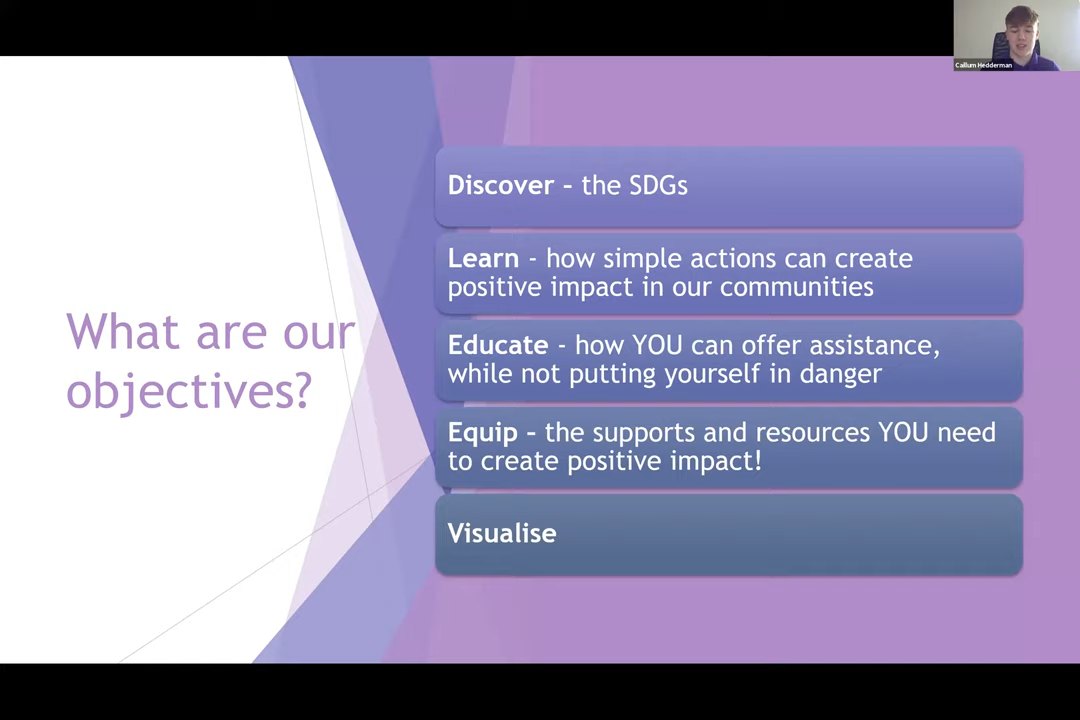 Caillum Hedderman
What are our
objectives?
Discover – the SDGs
Learn - how simple actions can create
positive impact in our communities
Educate - how YOU can offer assistance,
while not putting yourself in danger
Equip – the supports and resources YOU need
to create positive impact!
Visualise